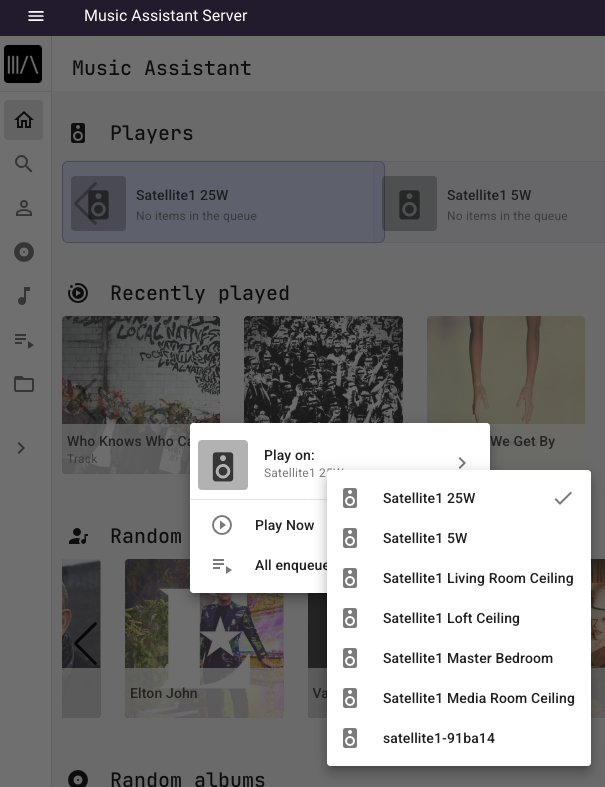 Music Assistant Server
Music Assistant
Players
Satellite1 25W
No items in the queue
Satellite1 5W
No items in the queue
Recently played
LOCAL NATIVES
Who Knows Who Ca
Track
We Get By
Play on:
Satellite1 25W
Play Now
All enqueue
Satellite1 25W
Satellite1 5W
Satellite1 Living Room Ceiling
Satellite1 Loft Ceiling
Satellite1 Master Bedroom
Satellite1 Media Room Ceiling
satellite1-91ba14
Random
Elton John
Va
Random albums